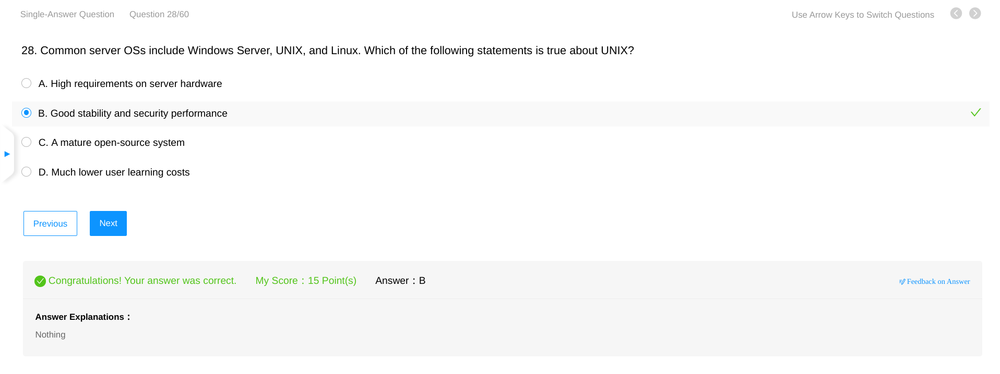 Single-Answer Question Question 28/60 Use Arrow Keys to Switch Questions
28. Common server OSs include Windows Server, UNIX, and Linux. Which of the following statements is true about UNIX?
A. High requirements on server hardware
B. Good stability and security performance
C. A mature open-source system
D. Much lower user learning costs
Previous Next
Congratulations! Your answer was correct. My Score：15 Point(s) Answer：B Feedback on Answer
Answer Explanations：
Nothing